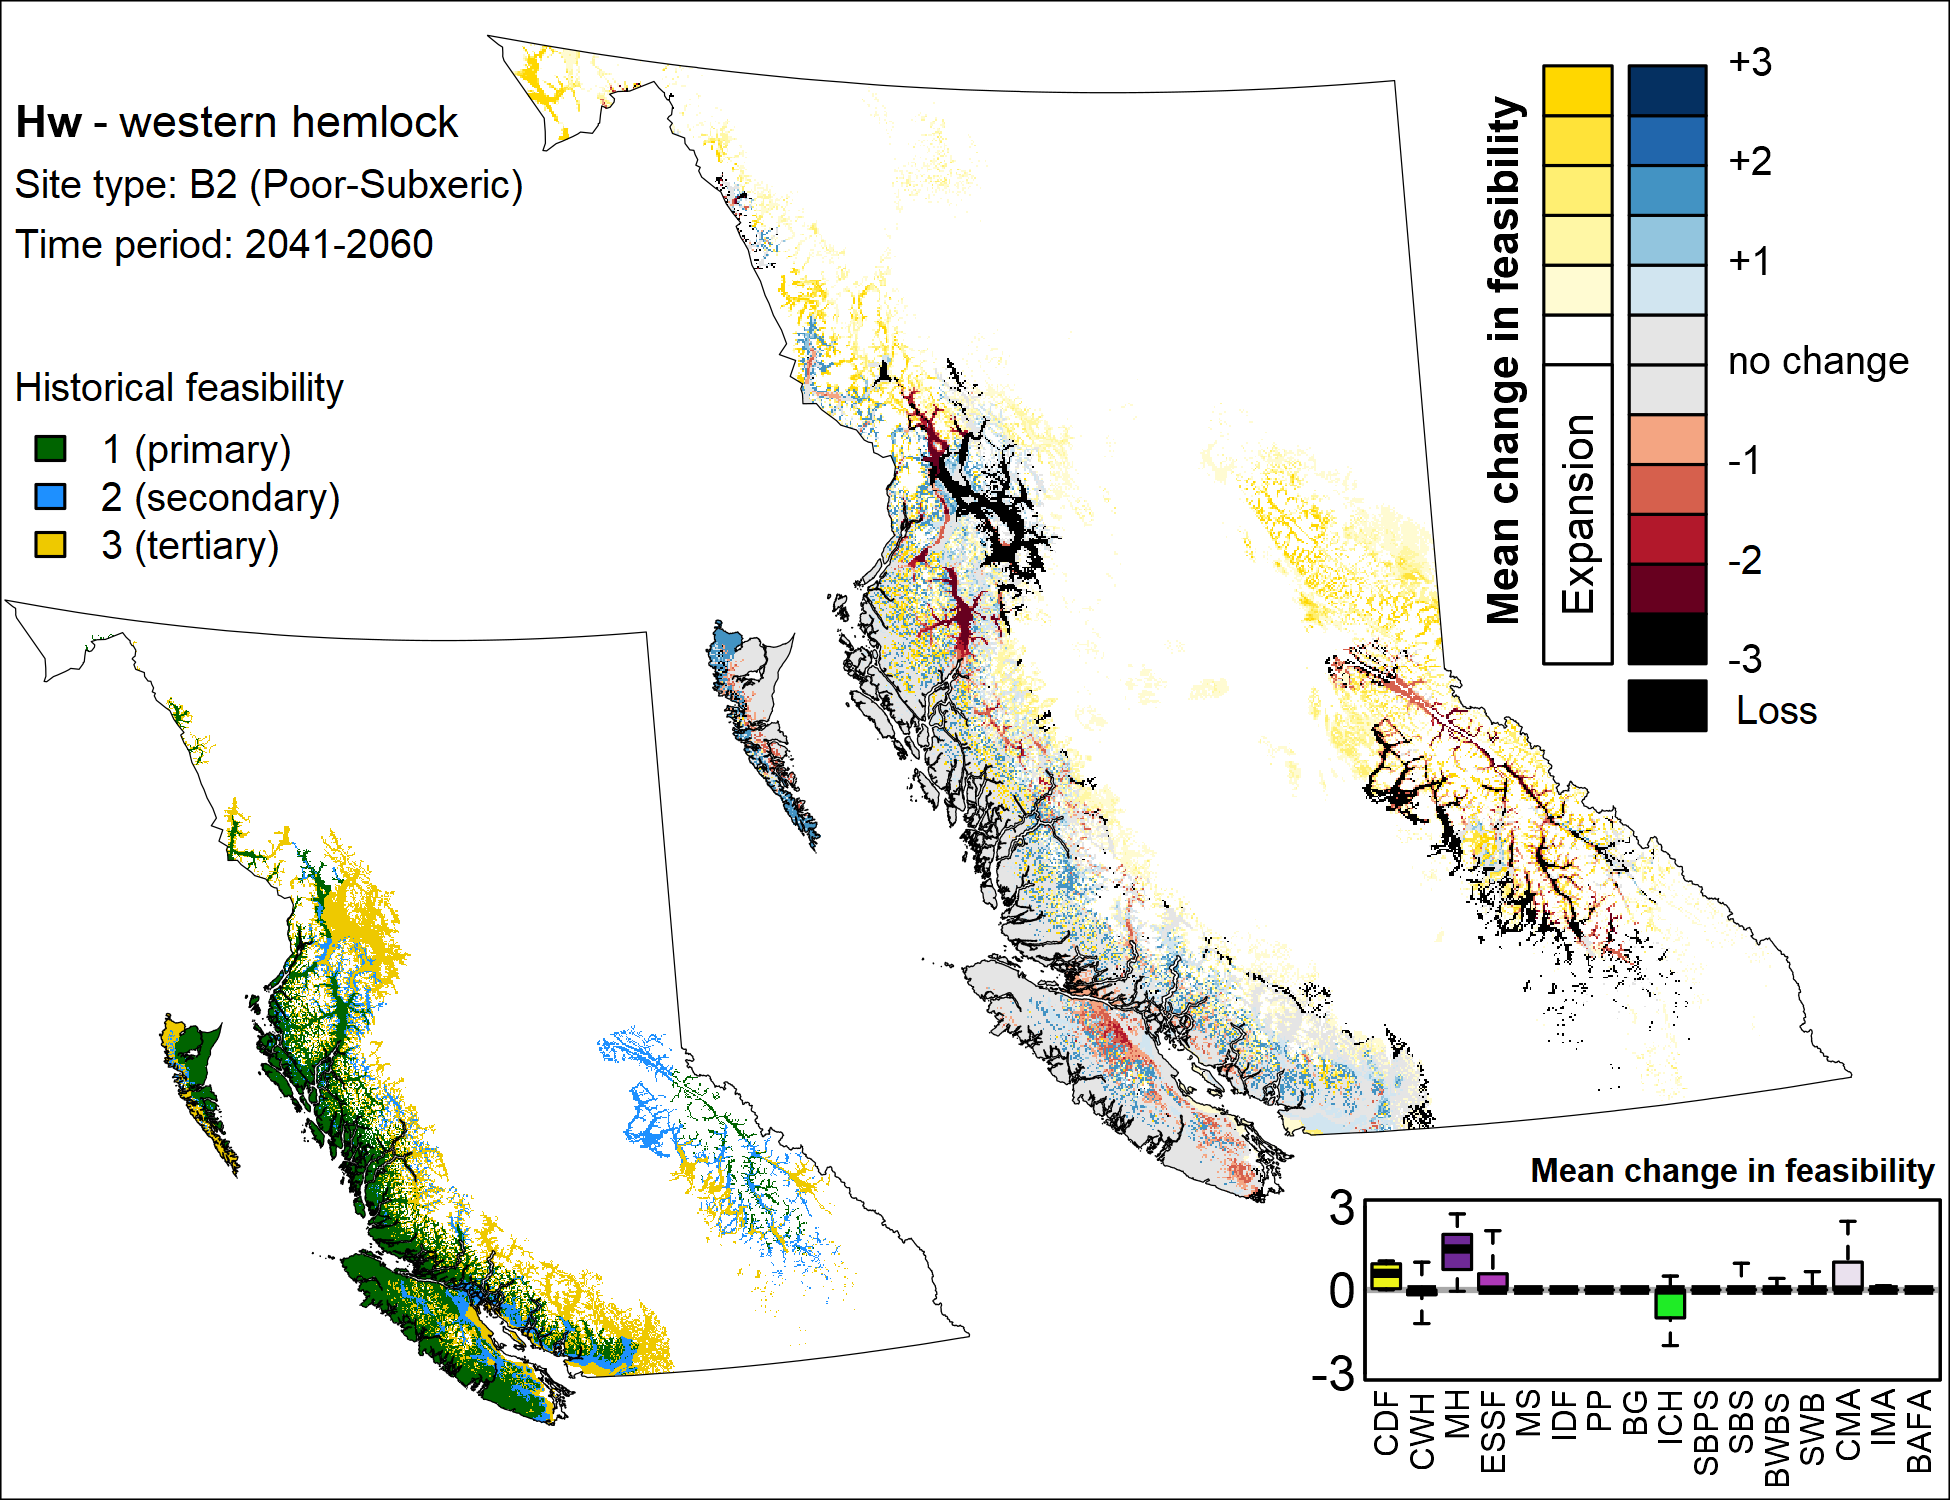 Hw - western hemlock
Site type: B2 (Poor-Subxeric)
Time period: 2041-2060
Historical feasibility
1 (primary)
2 (secondary)
3 (tertiary)
Mean change in feasibility
Expansion
+3
+2
+1
no change
-1
-2
-3
Loss
Mean change in feasibility
3
0
-3
CDF
CWH
MH
ESSF
MS
IDF
PP
BG
ICH
SBPS
SBS
BWBS
SWB
CMA
IMA
BAFA